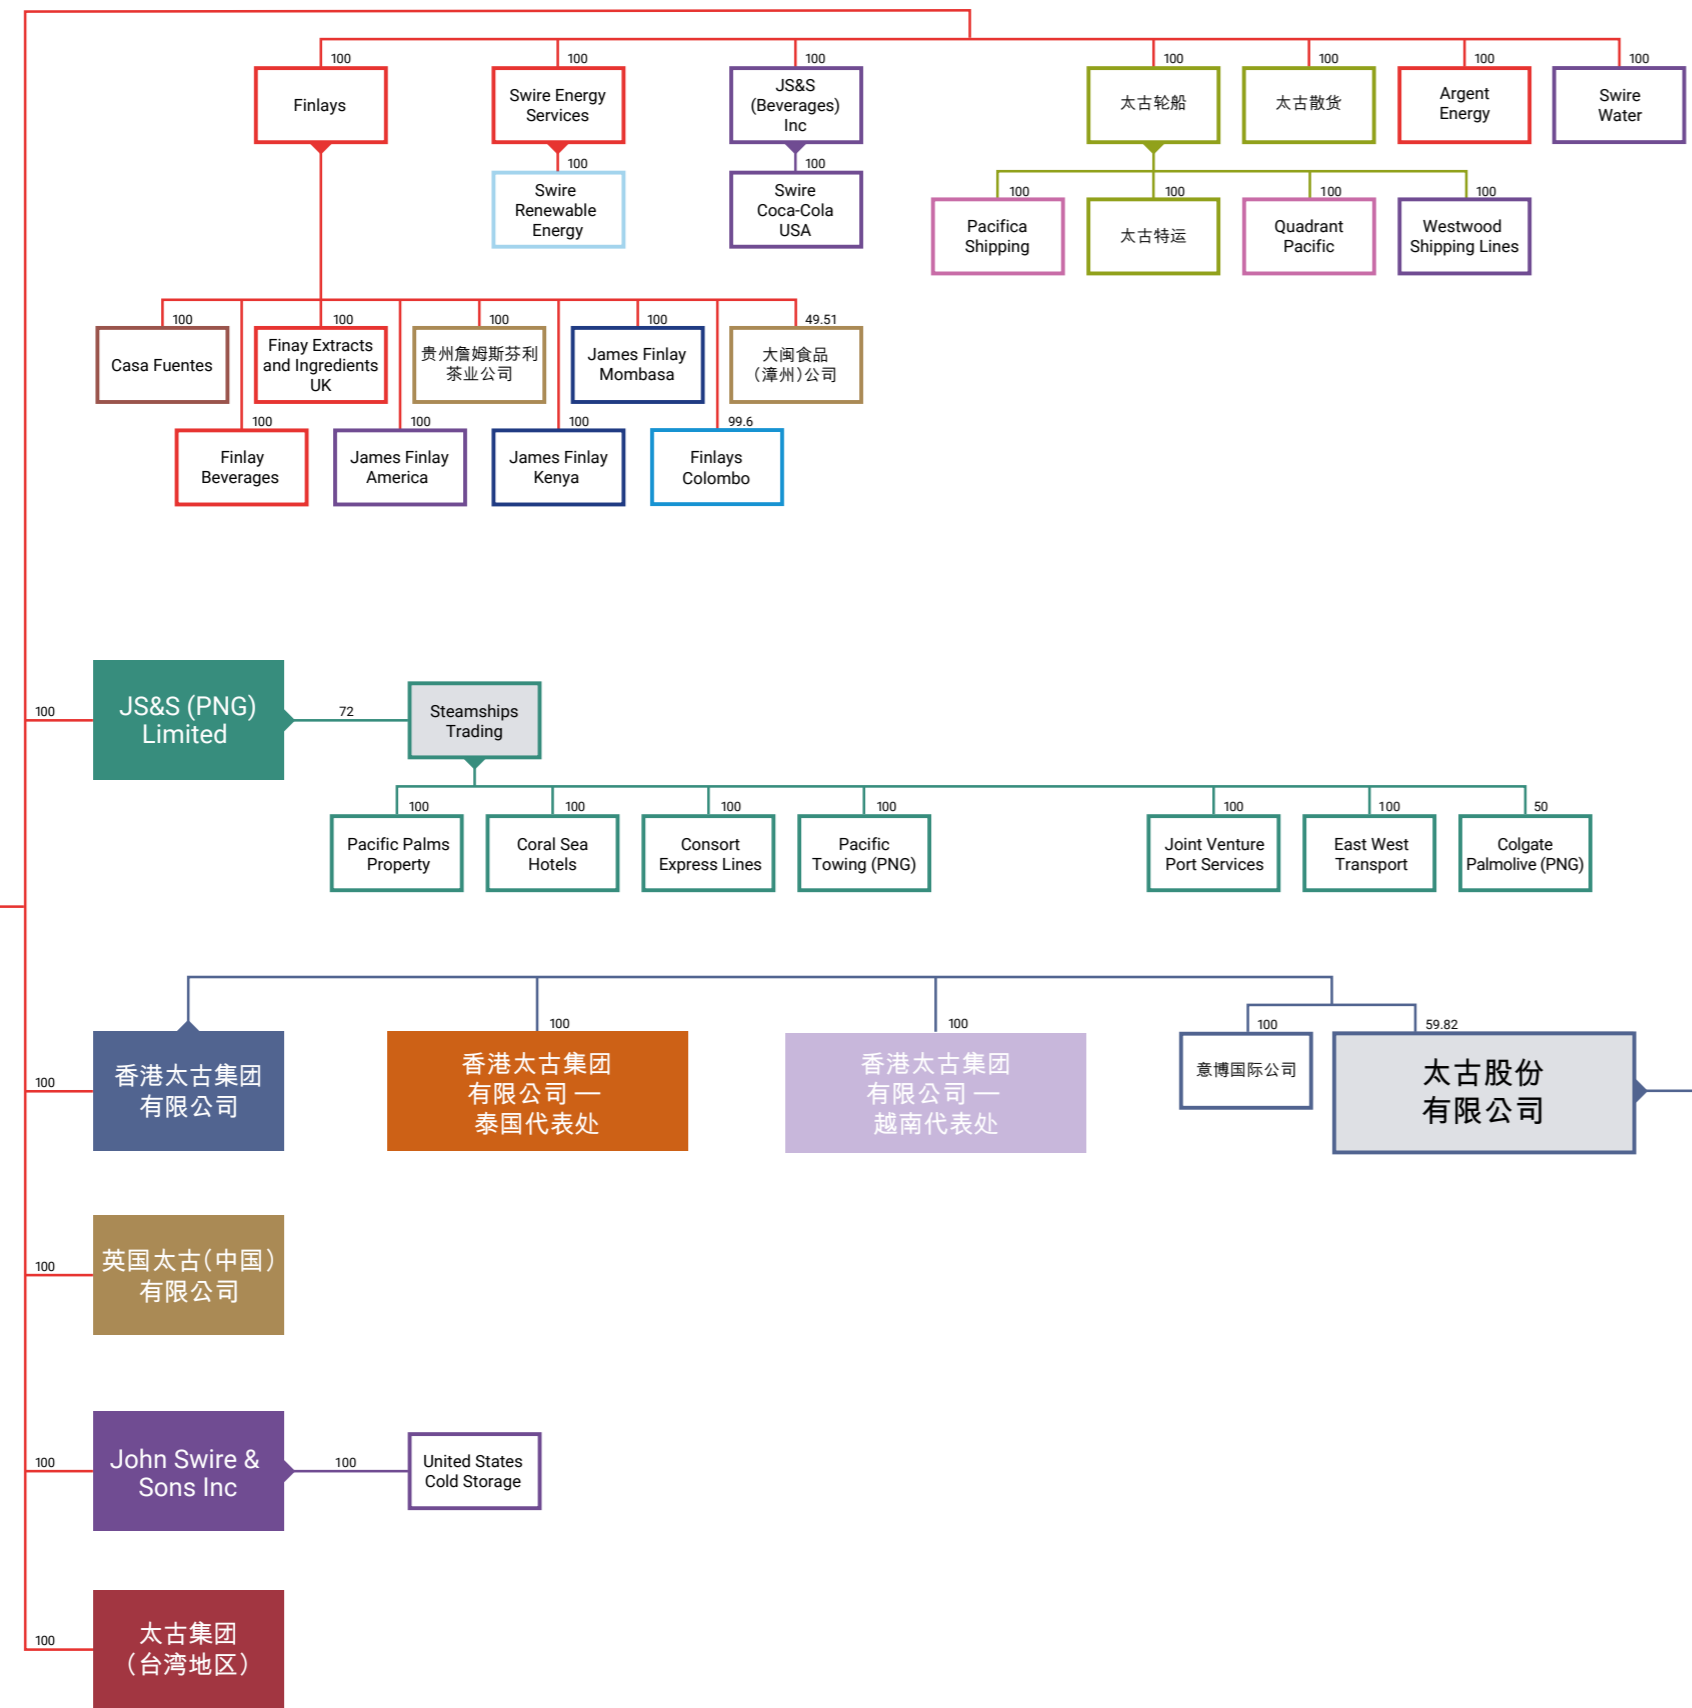 100
100
100
100
100
100
100
Finlays
Swire Energy
Services
JS&S
(Beverages)
Inc
太古轮船
太古散货
Argent
Energy
Swire
Water
100
100
Swire
Renewable
Energy
Swire
Coca-Cola
USA
100
100
100
100
Pacifica
Shipping
太古特运
Quadrant
Pacific
Westwood
Shipping Lines
100
100
100
100
49.51
Casa Fuentes
Finay Extracts
and Ingredients
UK
贵州詹姆斯芬利
茶业公司
James Finlay
Mombasa
大闽食品
（漳州）公司
100
100
100
99.6
Finlay
Beverages
James Finlay
America
James Finlay
Kenya
Finlays
Colombo
100
JS&S (PNG)
Limited
72
Steamships
Trading
100
100
100
100
100
100
50
Pacific Palms
Property
Coral Sea
Hotels
Consort
Express Lines
Pacific
Towing (PNG)
Joint Venture
Port Services
East West
Transport
Colgate
Palmolive (PNG)
100
香港太古集团
有限公司
100
香港太古集团
有限公司 —
泰国代表处
100
香港太古集团
有限公司 —
越南代表处
100
意博国际公司
59.82
太古股份
有限公司
100
英国太古（中国）
有限公司
100
John Swire &
Sons Inc
100
United States
Cold Storage
100
太古集团
（台湾地区）